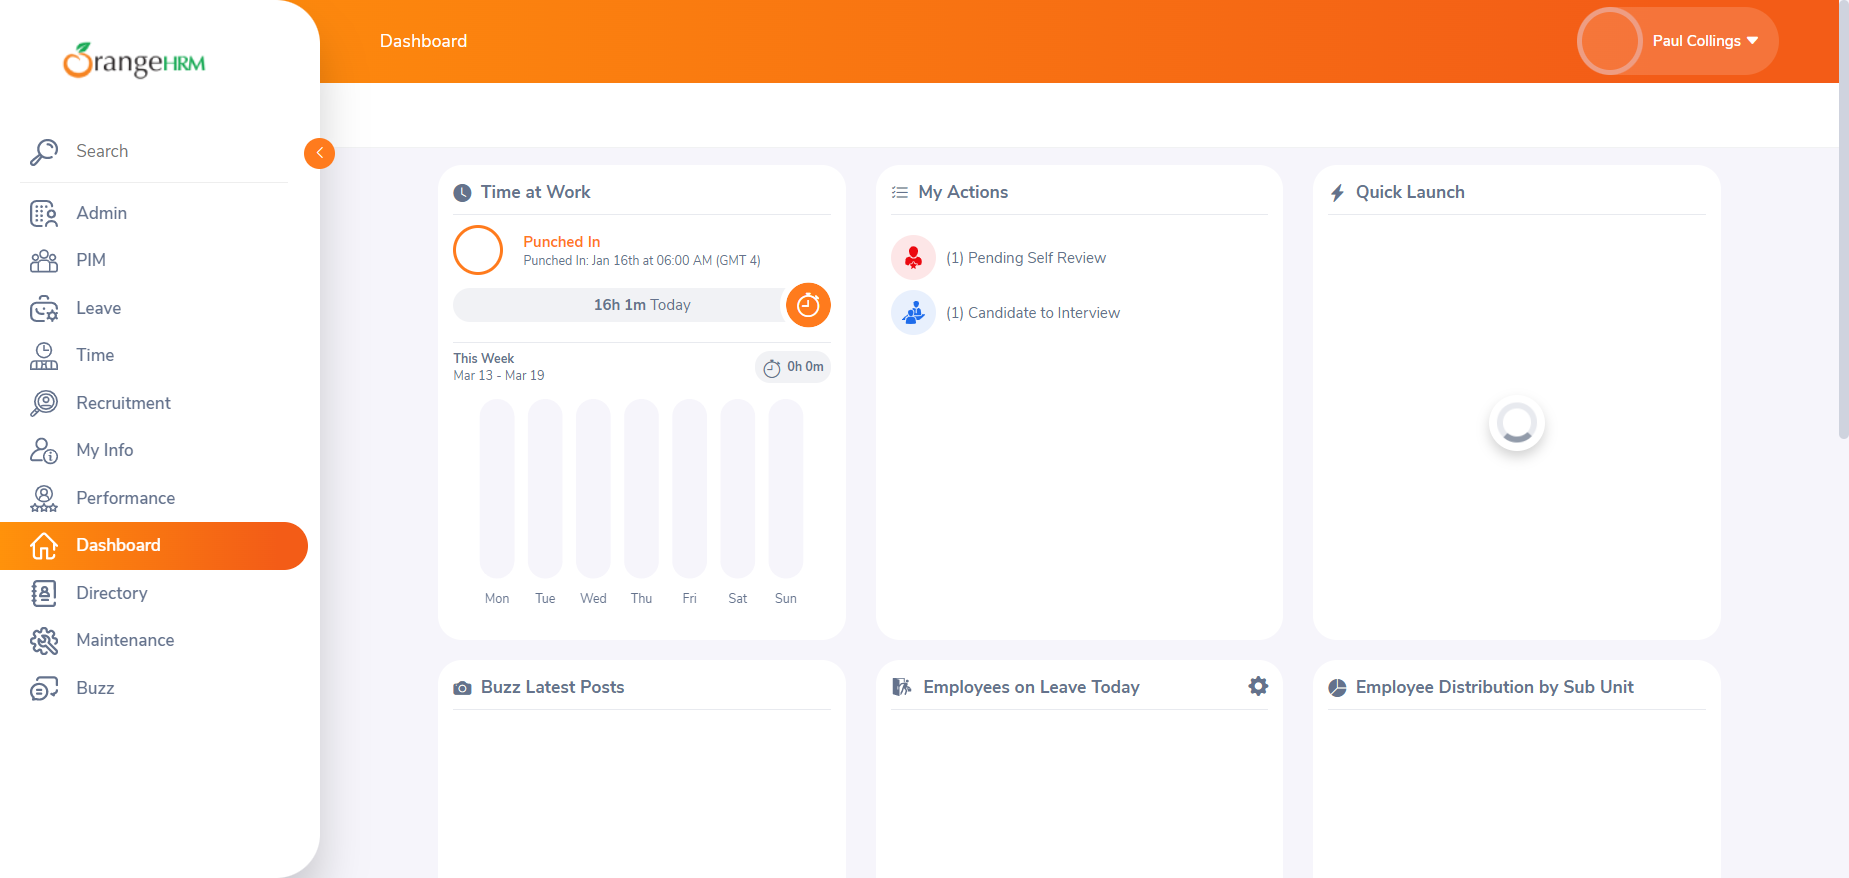 OrangeHRM
Dashboard
Paul Collings
Search
Admin
PIM
Leave
Time
Recruitment
My Info
Performance
Dashboard
Directory
Maintenance
Buzz
Time at Work
Punched In
Punched In: Jan 16th at 06:00 AM (GMT 4)
16h 1m Today
This Week
Mar 13 - Mar 19
0h 0m
Mon Tue Wed Thu Fri Sat Sun
My Actions
(1) Pending Self Review
(1) Candidate to Interview
Quick Launch
Buzz Latest Posts
Employees on Leave Today
Employee Distribution by Sub Unit